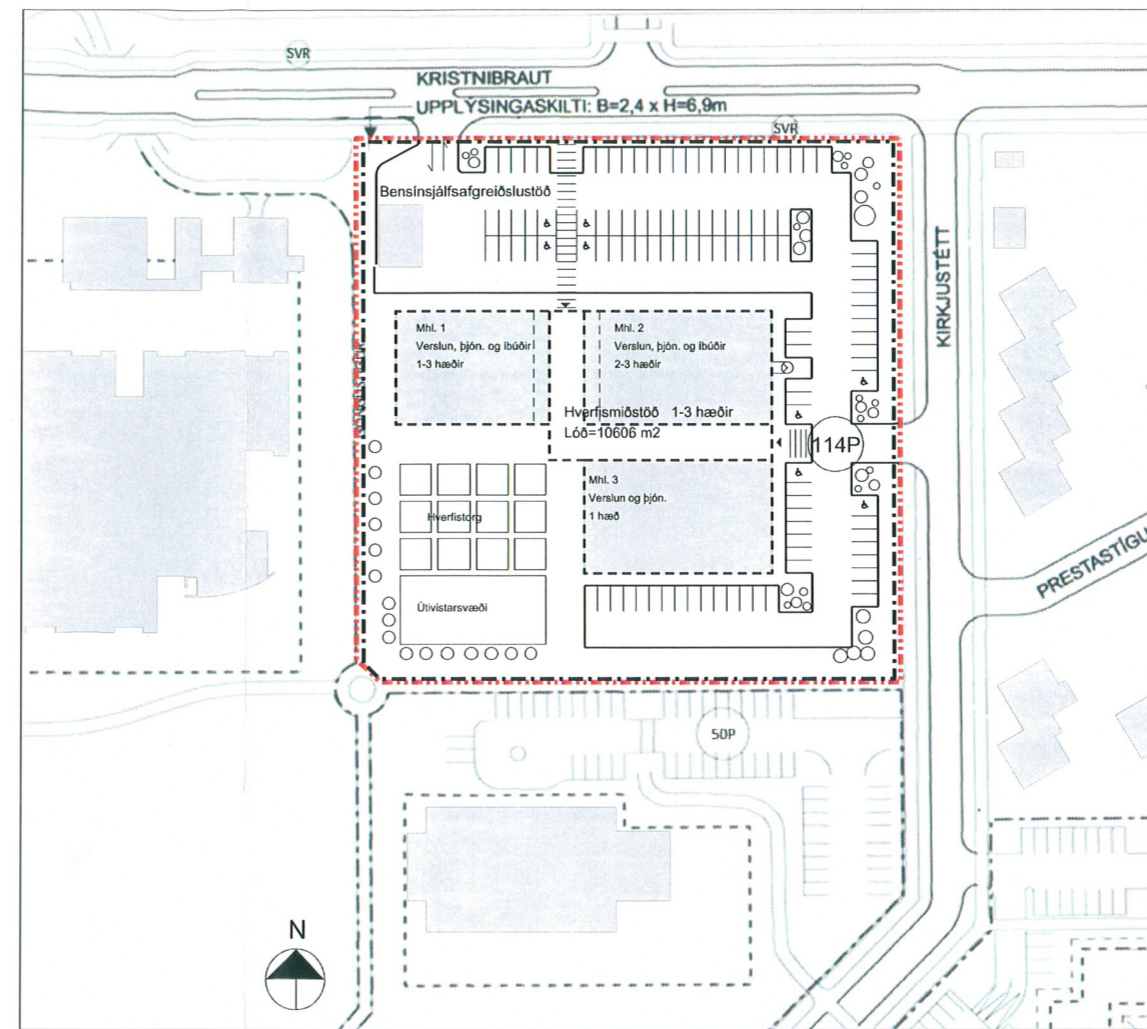 SVR
KRISTNIBRAUT
UPPLÝSINGASKILTI: B=2,4 x H=6,9m
SVR
Bensínsjálfsafgreiðslustöð
KIRKJUSTÉTT
Mhl. 1
Verslun, þjón. og íbúðir
1-3 hæðir
Mhl. 2
Verslun, þjón. og íbúðir
2-3 hæðir
Hverfismiðstöð 1-3 hæðir
Lóð=10606 m2
114P
Mhl. 3
Verslun og þjón.
1 hæð
Hverfistorg
Útivistarsvæði
PRESTASTÍGU
50P
N